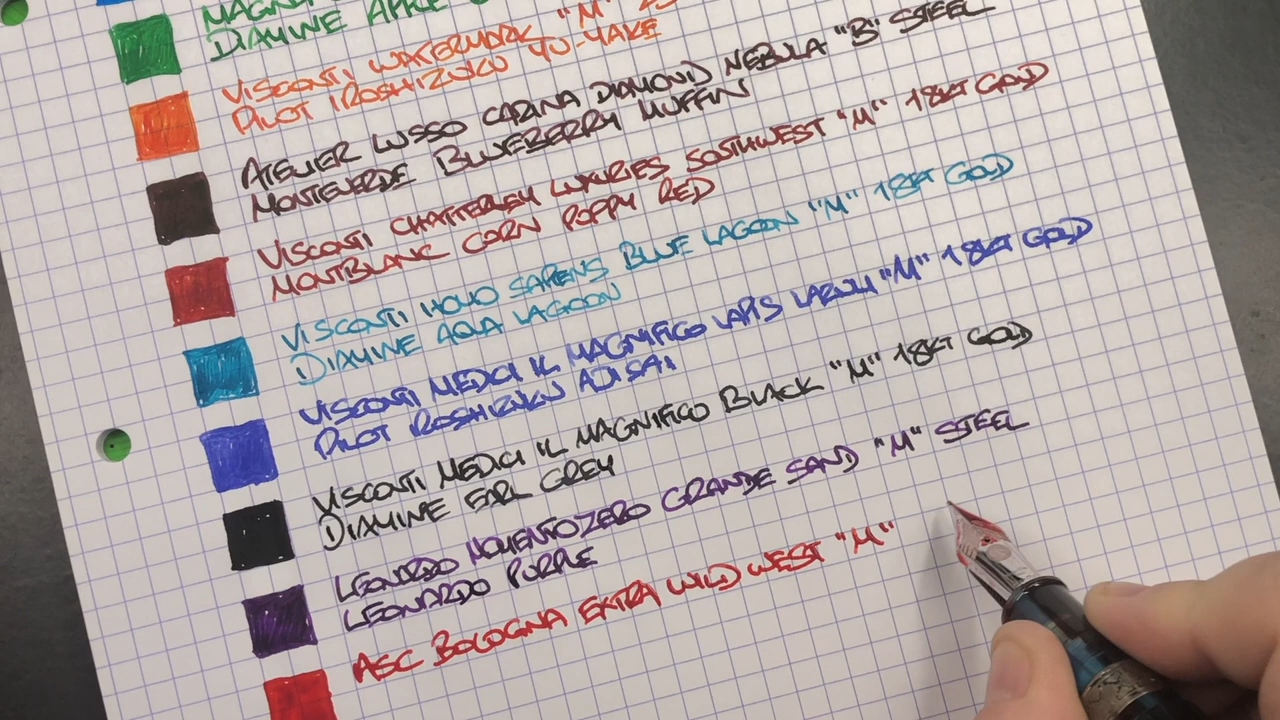 DIAMINE APPLE
VISCONTI WATERMARK "M"
PILOT IROSHIZUKU YU-YAKE
ATELIER LUSSO CARINA DIAMOND NEBULA "B" STEEL
MONTEVERDE BLUEBERRY MUFFIN
VISCONTI CHATTERLEY LUXURIES SOUTHWEST "M" 18KT GOLD
MONTBLANC CORN POPPY RED
VISCONTI HOMO SAPIENS BLUE LAGOON "M" 18KT GOLD
DIAMINE AQUA LAGOON
VISCONTI MEDICI IL MAGNIFICO LAPIS LAZULI "M" 18KT GOLD
PILOT IROSHIZUKU AJISAI
VISCONTI MEDICI IL MAGNIFICO BLACK "M" 18KT GOLD
DIAMINE EARL GREY
LEONARDO MOMENTO ZERO GRANDE SAND "M" STEEL
LEONARDO PURPLE
ASC BOLOGNA EXTRA WILD WEST "M"